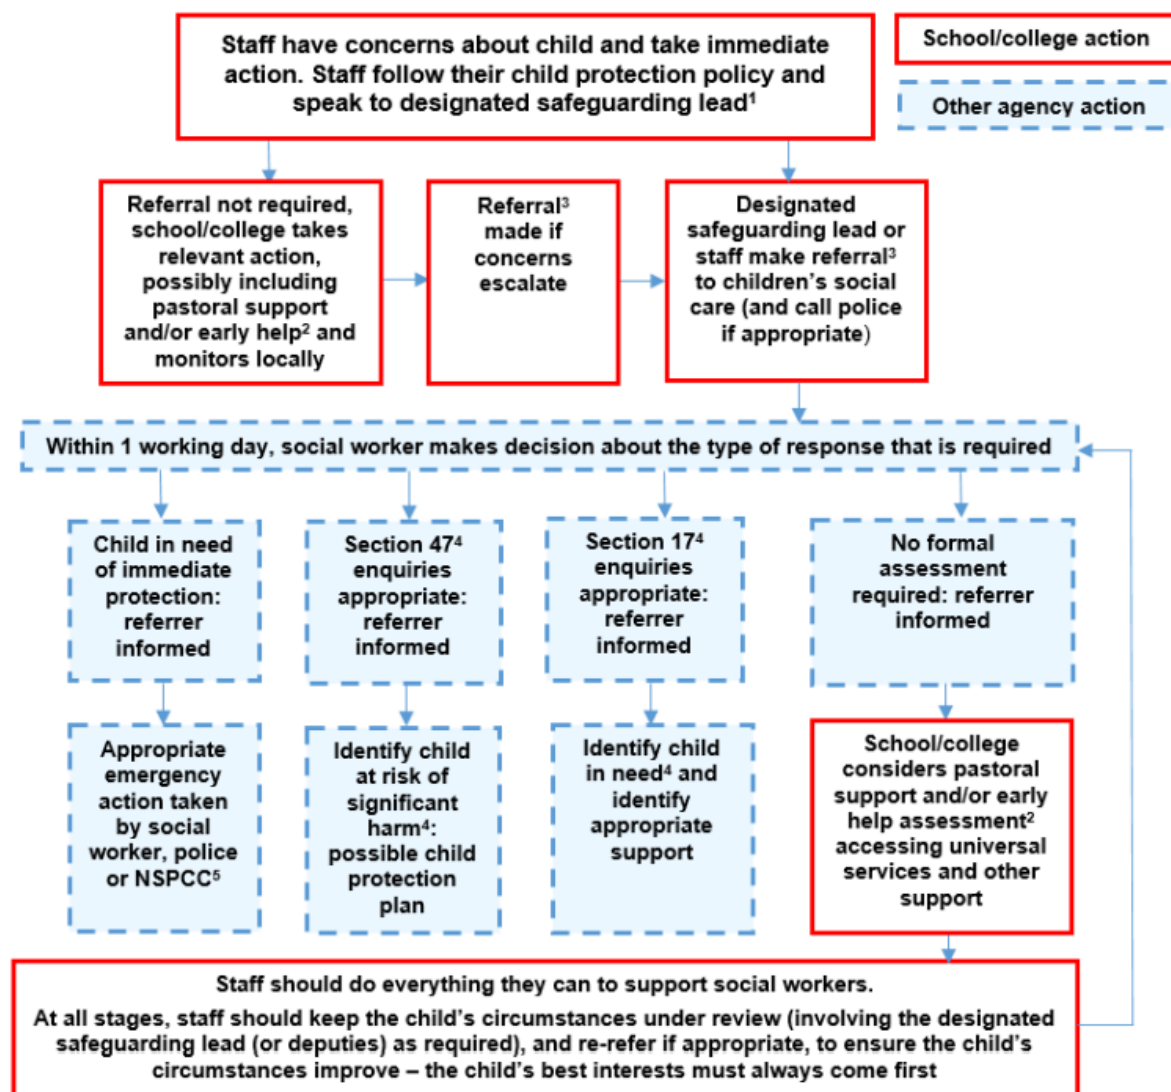 Staff have concerns about child and take immediate
action. Staff follow their child protection policy and
speak to designated safeguarding lead¹
School/college action
Other agency action
Referral not required,
school/college takes
relevant action,
possibly including
pastoral support
and/or early help² and
monitors locally
Referral³
made if
concerns
escalate
Designated
safeguarding lead or
staff make referral³
to children’s social
care (and call police
if appropriate)
Within 1 working day, social worker makes decision about the type of response that is required
Child in need
of immediate
protection:
referrer
informed
Section 47⁴
enquiries
appropriate:
referrer
informed
Section 17⁴
enquiries
appropriate:
referrer
informed
No formal
assessment
required: referrer
informed
Appropriate
emergency
action taken
by social
worker, police
or NSPCC⁵
Identify child
at risk of
significant
harm⁴:
possible child
protection
plan
Identify child
in need⁴ and
identify
appropriate
support
School/college
considers pastoral
support and/or early
help assessment²
accessing universal
services and other
support
Staff should do everything they can to support social workers.
At all stages, staff should keep the child’s circumstances under review (involving the designated
safeguarding lead (or deputies) as required), and re-refer if appropriate, to ensure the child’s
circumstances improve – the child’s best interests must always come first